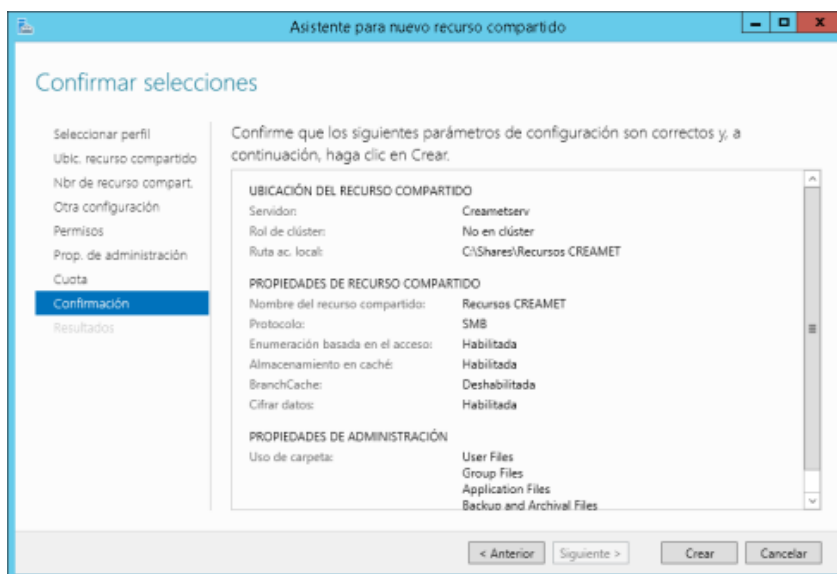 Asistente para nuevo recurso compartido
Confirmar selecciones
Seleccionar perfil
Ubic. recurso compartido
Nbr de recurso compart.
Otra configuración
Permisos
Prop. de administración
Cuota
Confirmación
Resultados
Confirme que los siguientes parámetros de configuración son correctos y, a
continuación, haga clic en Crear.
UBICACIÓN DEL RECURSO COMPARTIDO
Servidor: Creametserv
Rol de clúster: No en clúster
Ruta ac. local: C:\Shares\Recursos CREAMET
PROPIEDADES DE RECURSO COMPARTIDO
Nombre del recurso compartido: Recursos CREAMET
Protocolo: SMB
Enumeración basada en el acceso: Habilitada
Almacenamiento en caché: Habilitada
BranchCache: Deshabilitada
Cifrar datos: Habilitada
PROPIEDADES DE ADMINISTRACIÓN
Uso de carpeta: User Files
Group Files
Application Files
Backup and Archival Files
< Anterior Siguiente > Crear Cancelar